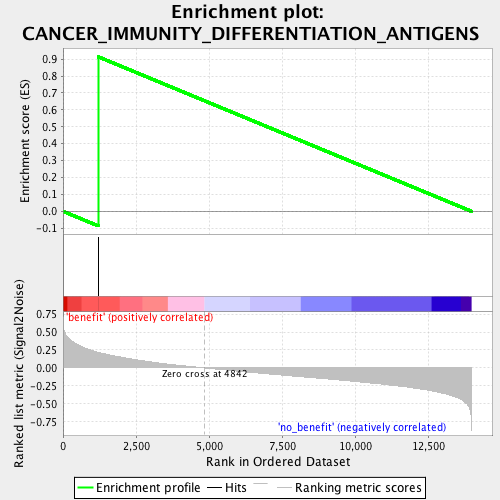 Enrichment plot:
CANCER_IMMUNITY_DIFFERENTIATION_ANTIGENS
Enrichment score (ES)
0.9
0.8
0.7
0.6
0.5
0.4
0.3
0.2
0.1
0.0
-0.1
'benefit' (positively correlated)
Ranked list metric (Signal2Noise)
0.75
0.50
0.25
0.00
-0.25
-0.50
-0.75
Zero cross at 4842
'no_benefit' (negatively correlated)
0 2,500 5,000 7,500 10,000 12,500
Rank in Ordered Dataset
Enrichment profile Hits Ranking metric scores